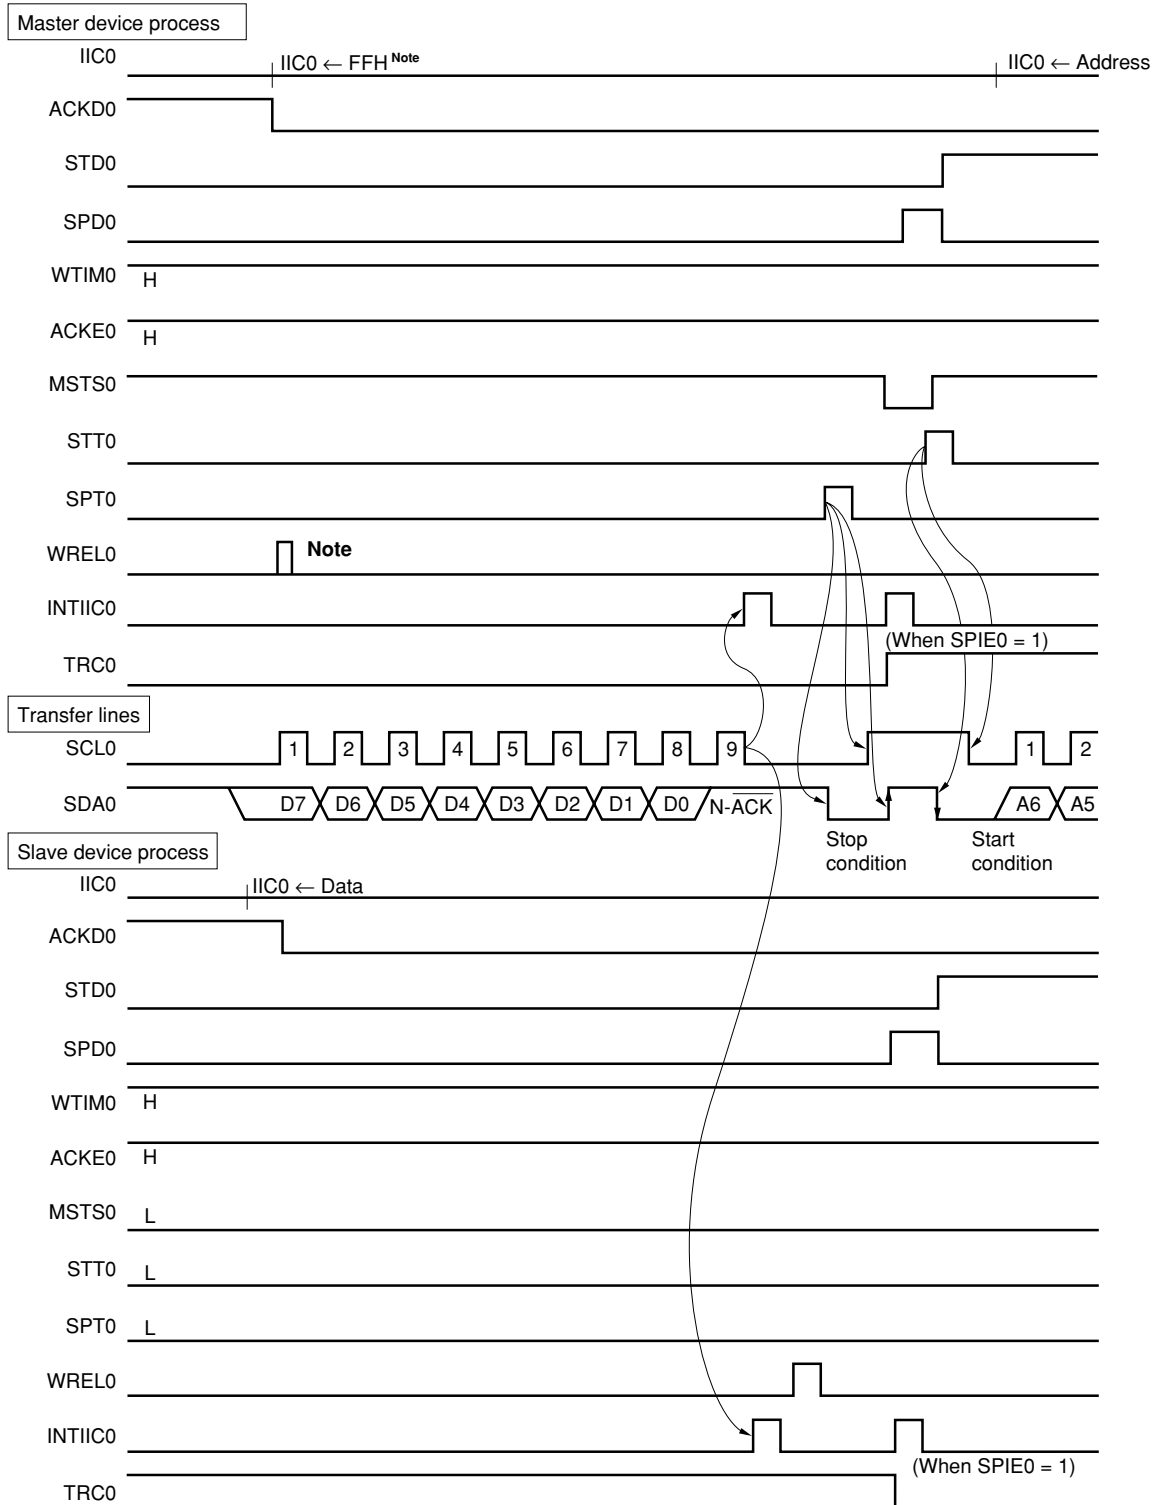 Master device process
IIC0
IIC0 ← FFH Note
IIC0 ← Address
ACKD0
STD0
SPD0
WTIM0
H
ACKE0
H
MSTS0
STT0
SPT0
WREL0
Note
INTIIC0
(When SPIE0 = 1)
TRC0
Transfer lines
SCL0
1 2 3 4 5 6 7 8 9 1 2
SDA0
D7 D6 D5 D4 D3 D2 D1 D0 N-A̅C̅K̅ A6 A5
Stop
condition
Start
condition
Slave device process
IIC0
IIC0 ← Data
ACKD0
STD0
SPD0
WTIM0
H
ACKE0
H
MSTS0
L
STT0
L
SPT0
L
WREL0
INTIIC0
(When SPIE0 = 1)
TRC0